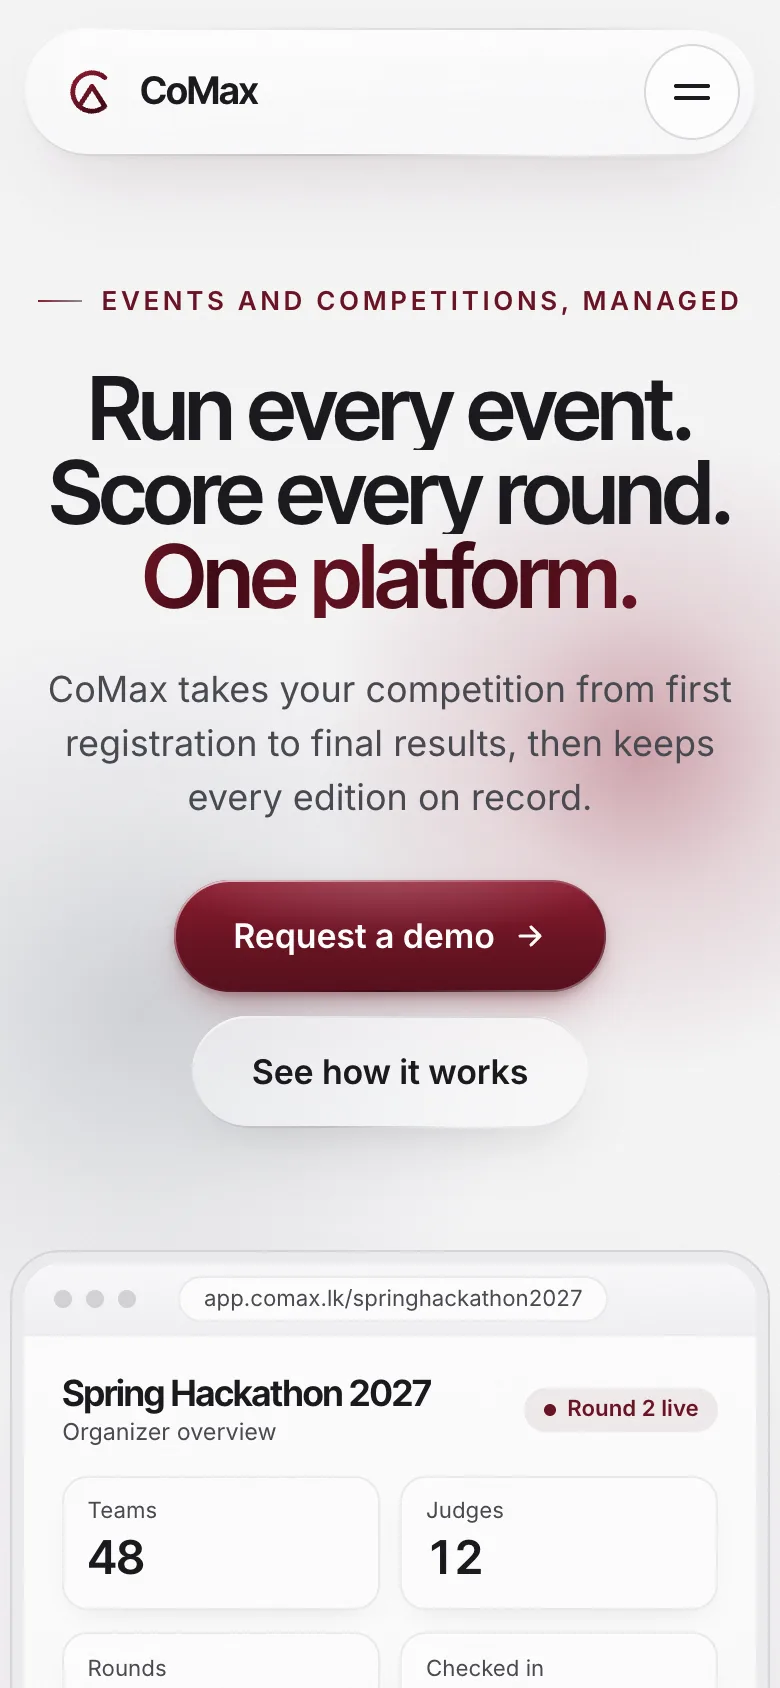 CoMax
EVENTS AND COMPETITIONS, MANAGED
Run every event.
Score every round.
One platform.
CoMax takes your competition from first
registration to final results, then keeps
every edition on record.
Request a demo →
See how it works
app.comax.lk/springhackathon2027
Spring Hackathon 2027
Organizer overview
Round 2 live
Teams
48
Judges
12
Rounds
Checked in